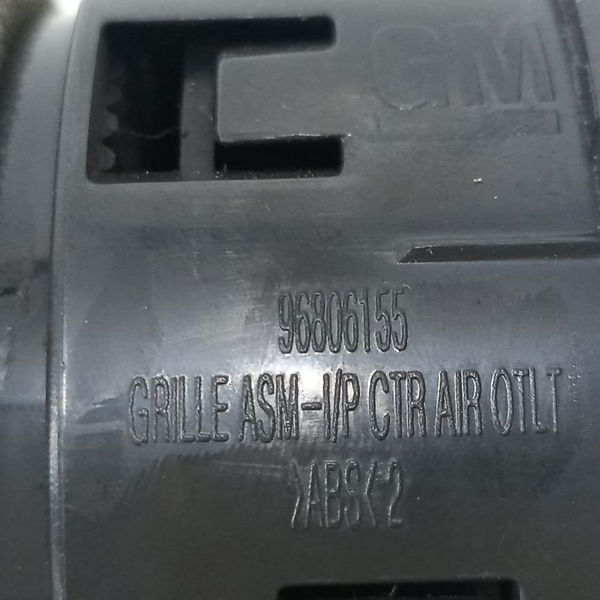 GM
96806155
GRILLE ASM-I/P CTR AIR OTLT
>ABS< 2